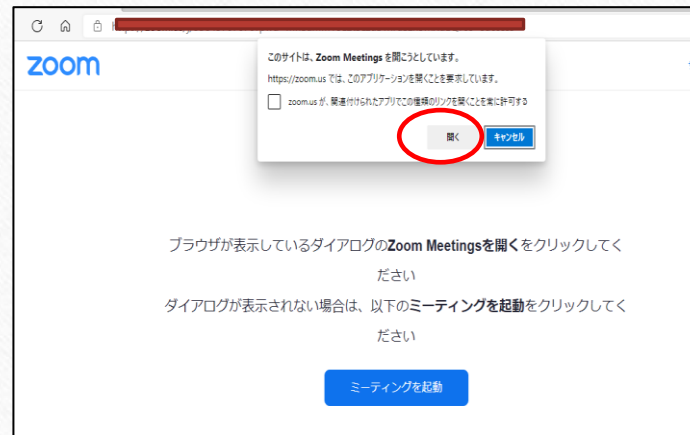 zoom
このサイトは、Zoom Meetings を開こうとしています。
https://zoom.us では、このアプリケーションを開くことを要求しています。
zoom.us が、関連付けられたアプリでこの種類のリンクを開くことを常に許可する
開く
キャンセル
ブラウザが表示しているダイアログのZoom Meetingsを開くをクリックしてく
ださい
ダイアログが表示されない場合は、以下のミーティングを起動をクリックしてく
ださい
ミーティングを起動